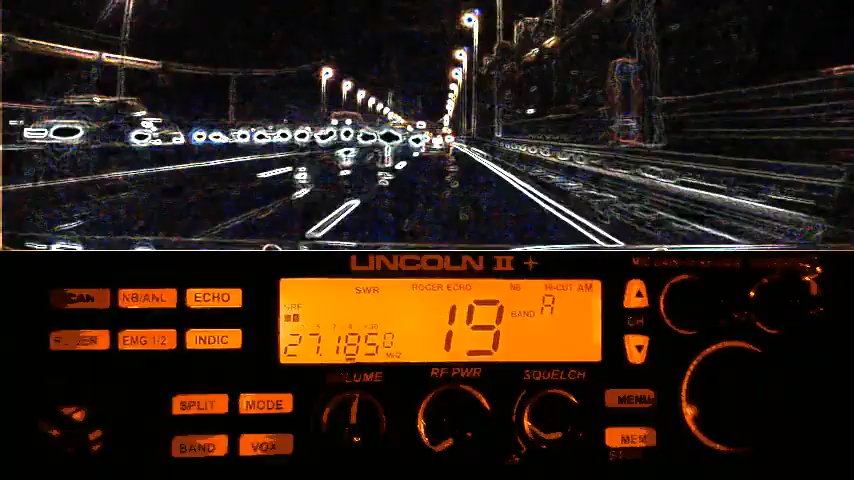 LINCOLN II +
NB/ANL ECHO
SWR ROGER ECHO NB HI-CUT AM
19 BAND A
27.1850 MHz
CH
EMG 1/2 INDIC
VOLUME RF PWR SQUELCH
SPLIT MODE
MENU
BAND VOX
MEM